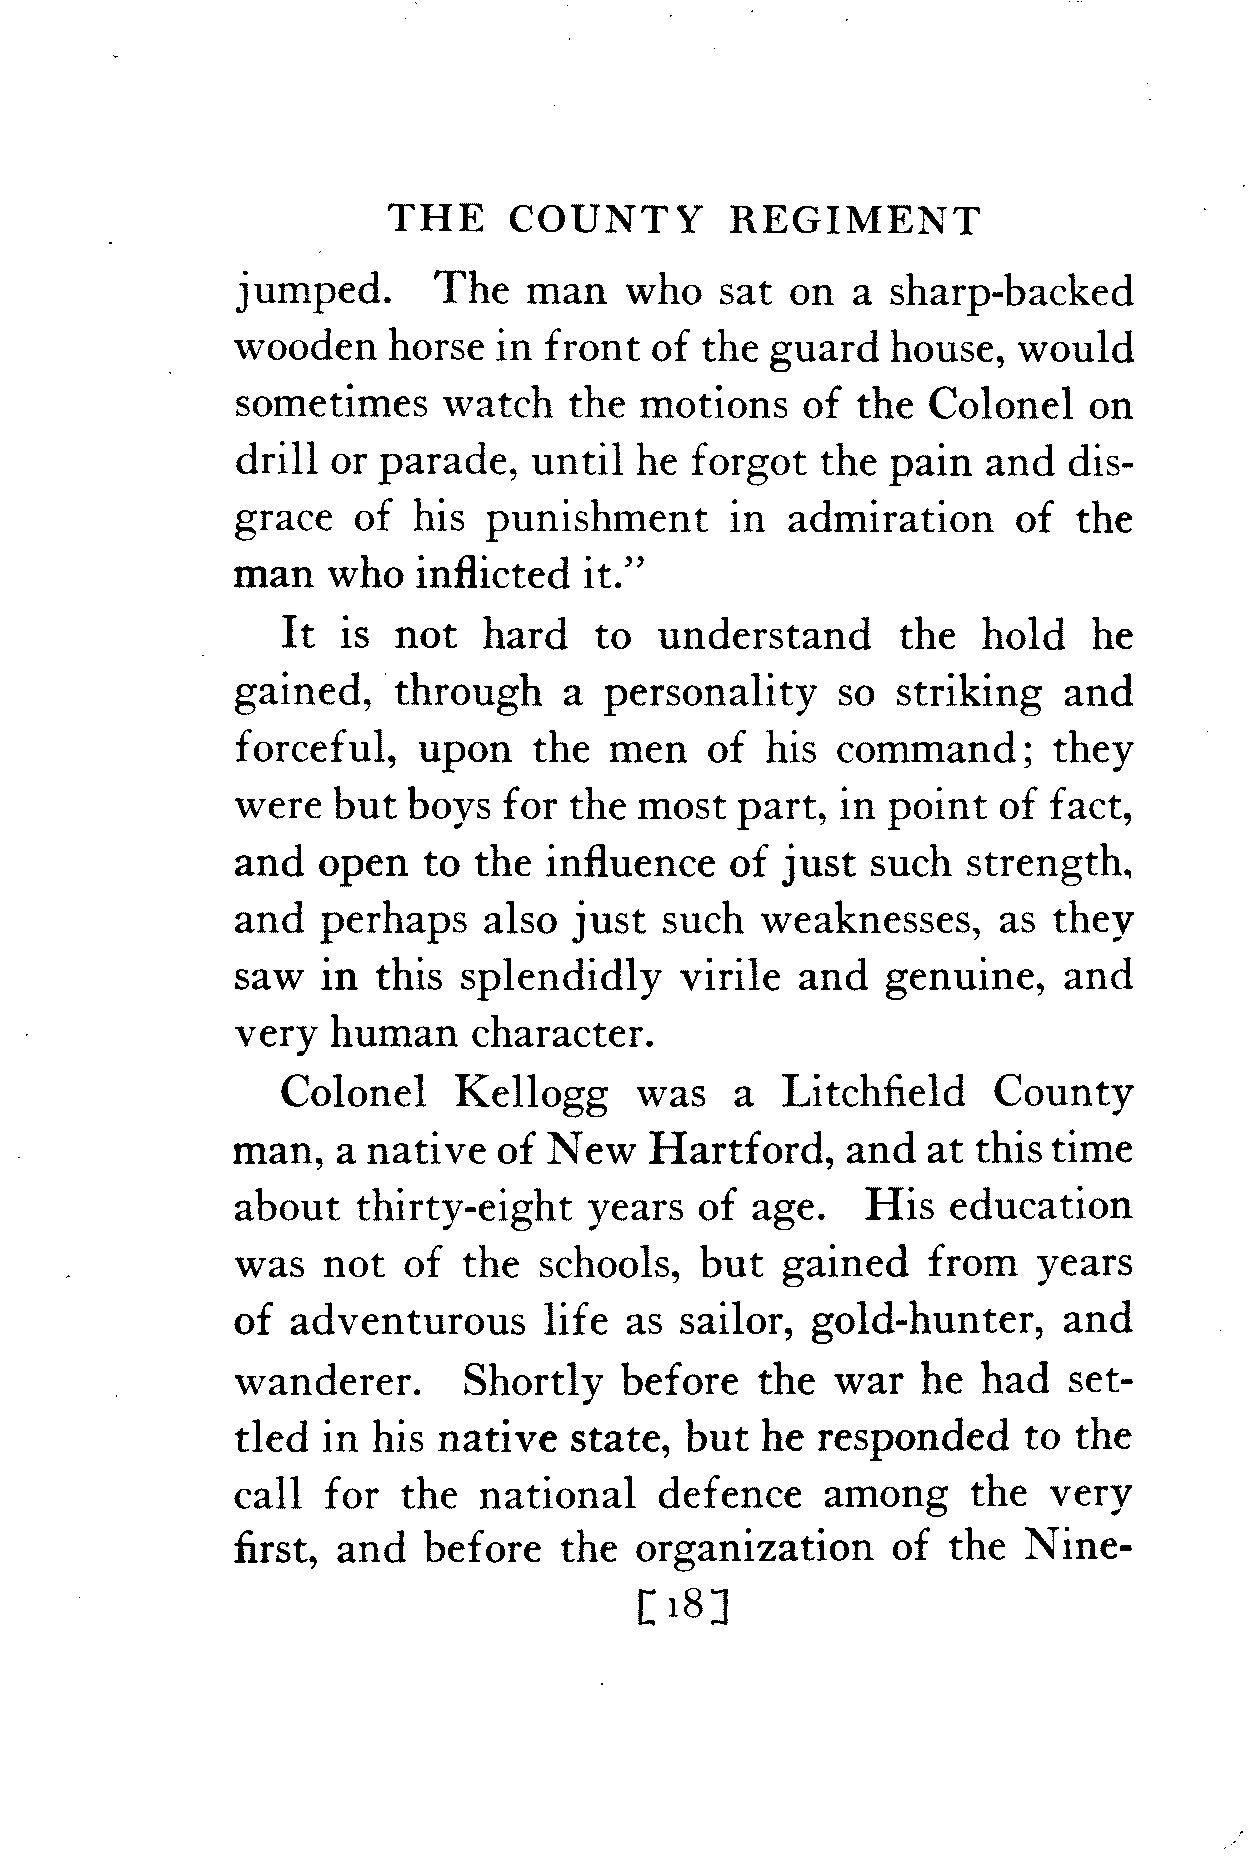 THE COUNTY REGIMENT
jumped. The man who sat on a sharp-backed
wooden horse in front of the guard house, would
sometimes watch the motions of the Colonel on
drill or parade, until he forgot the pain and dis-
grace of his punishment in admiration of the
man who inflicted it."
It is not hard to understand the hold he
gained, through a personality so striking and
forceful, upon the men of his command; they
were but boys for the most part, in point of fact,
and open to the influence of just such strength,
and perhaps also just such weaknesses, as they
saw in this splendidly virile and genuine, and
very human character.
Colonel Kellogg was a Litchfield County
man, a native of New Hartford, and at this time
about thirty-eight years of age. His education
was not of the schools, but gained from years
of adventurous life as sailor, gold-hunter, and
wanderer. Shortly before the war he had set-
tled in his native state, but he responded to the
call for the national defence among the very
first, and before the organization of the Nine-
[18]